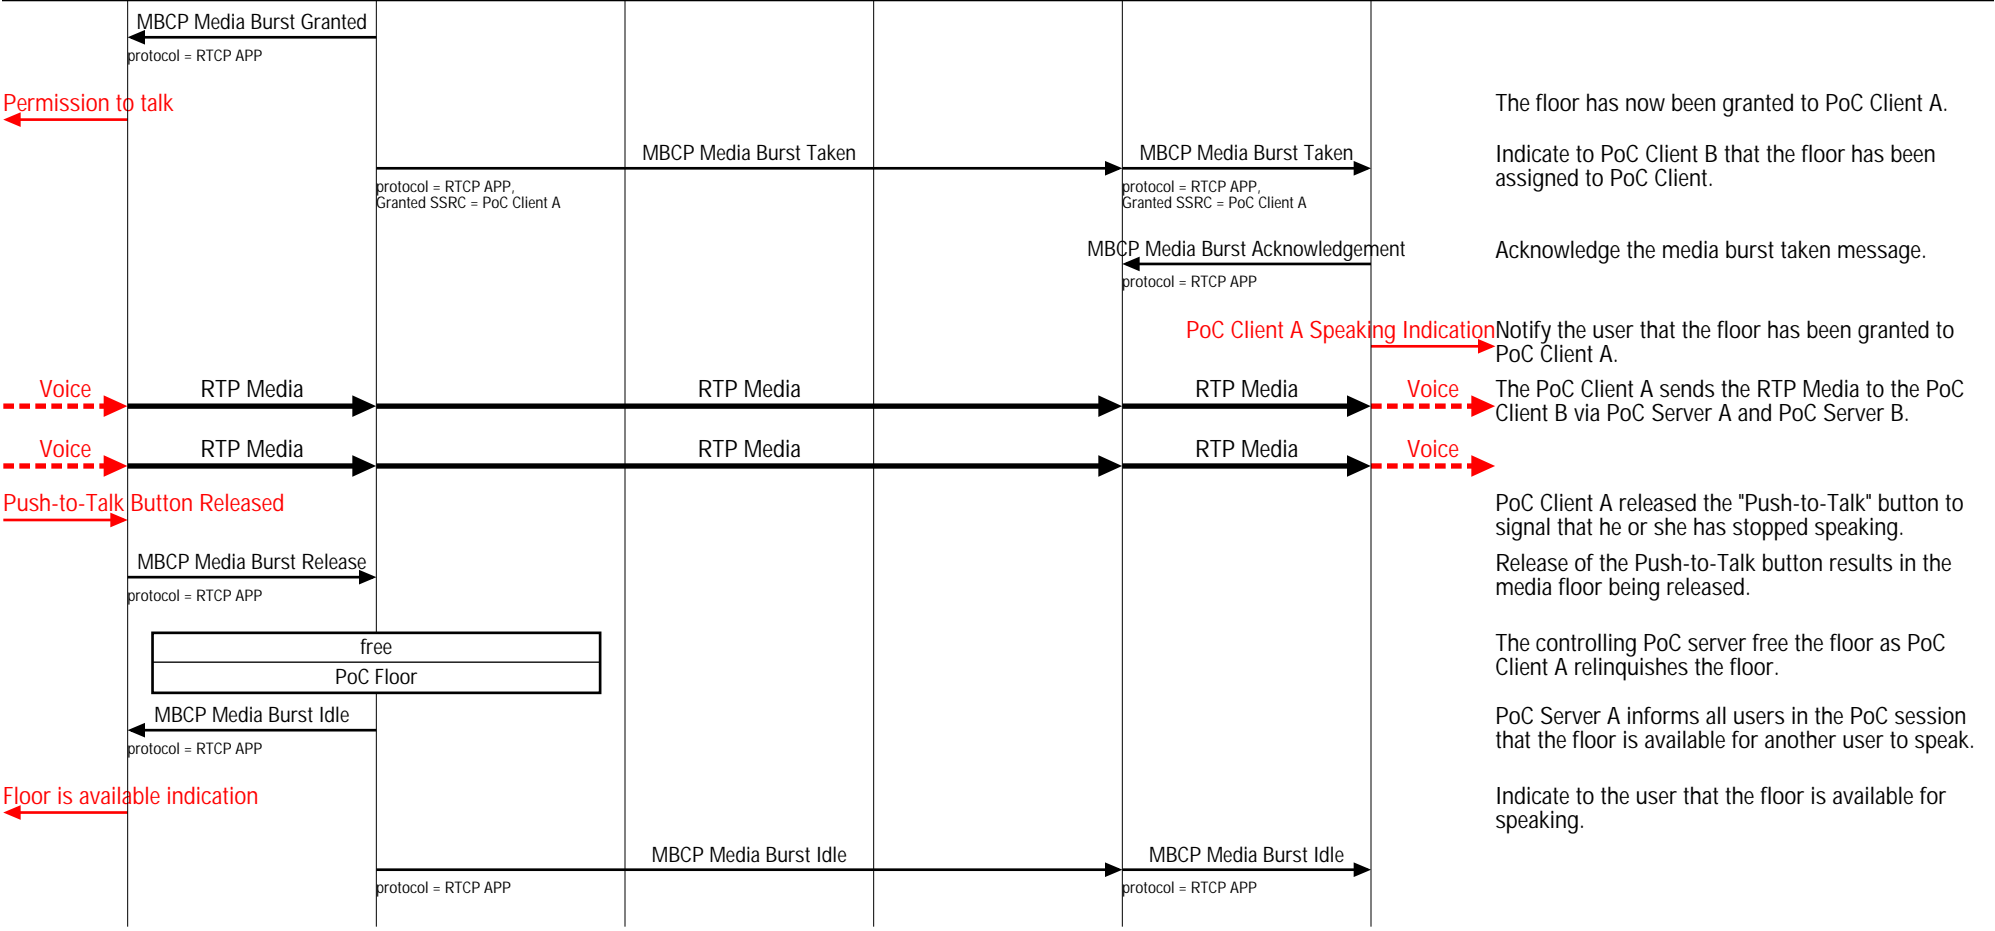 MBCP Media Burst Granted
protocol = RTCP APP
Permission to talk
The floor has now been granted to PoC Client A.
MBCP Media Burst Taken
MBCP Media Burst Taken
Indicate to PoC Client B that the floor has been
assigned to PoC Client.
protocol = RTCP APP,
Granted SSRC = PoC Client A
protocol = RTCP APP,
Granted SSRC = PoC Client A
MBCP Media Burst Acknowledgement
Acknowledge the media burst taken message.
protocol = RTCP APP
PoC Client A Speaking Indication
Notify the user that the floor has been granted to
PoC Client A.
Voice
RTP Media
RTP Media
RTP Media
Voice
The PoC Client A sends the RTP Media to the PoC
Client B via PoC Server A and PoC Server B.
Voice
RTP Media
RTP Media
RTP Media
Voice
Push-to-Talk Button Released
PoC Client A released the "Push-to-Talk" button to
signal that he or she has stopped speaking.
MBCP Media Burst Release
protocol = RTCP APP
Release of the Push-to-Talk button results in the
media floor being released.
free
PoC Floor
The controlling PoC server free the floor as PoC
Client A relinquishes the floor.
MBCP Media Burst Idle
protocol = RTCP APP
PoC Server A informs all users in the PoC session
that the floor is available for another user to speak.
Floor is available indication
Indicate to the user that the floor is available for
speaking.
MBCP Media Burst Idle
MBCP Media Burst Idle
protocol = RTCP APP
protocol = RTCP APP